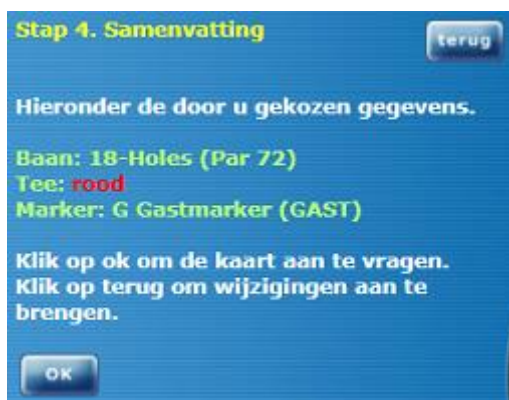 Stap 4. Samenvatting
terug
Hieronder de door u gekozen gegevens.
Baan: 18-Holes (Par 72)
Tee: rood
Marker: G Gastmarker (GAST)
Klik op ok om de kaart aan te vragen.
Klik op terug om wijzigingen aan te
brengen.
OK